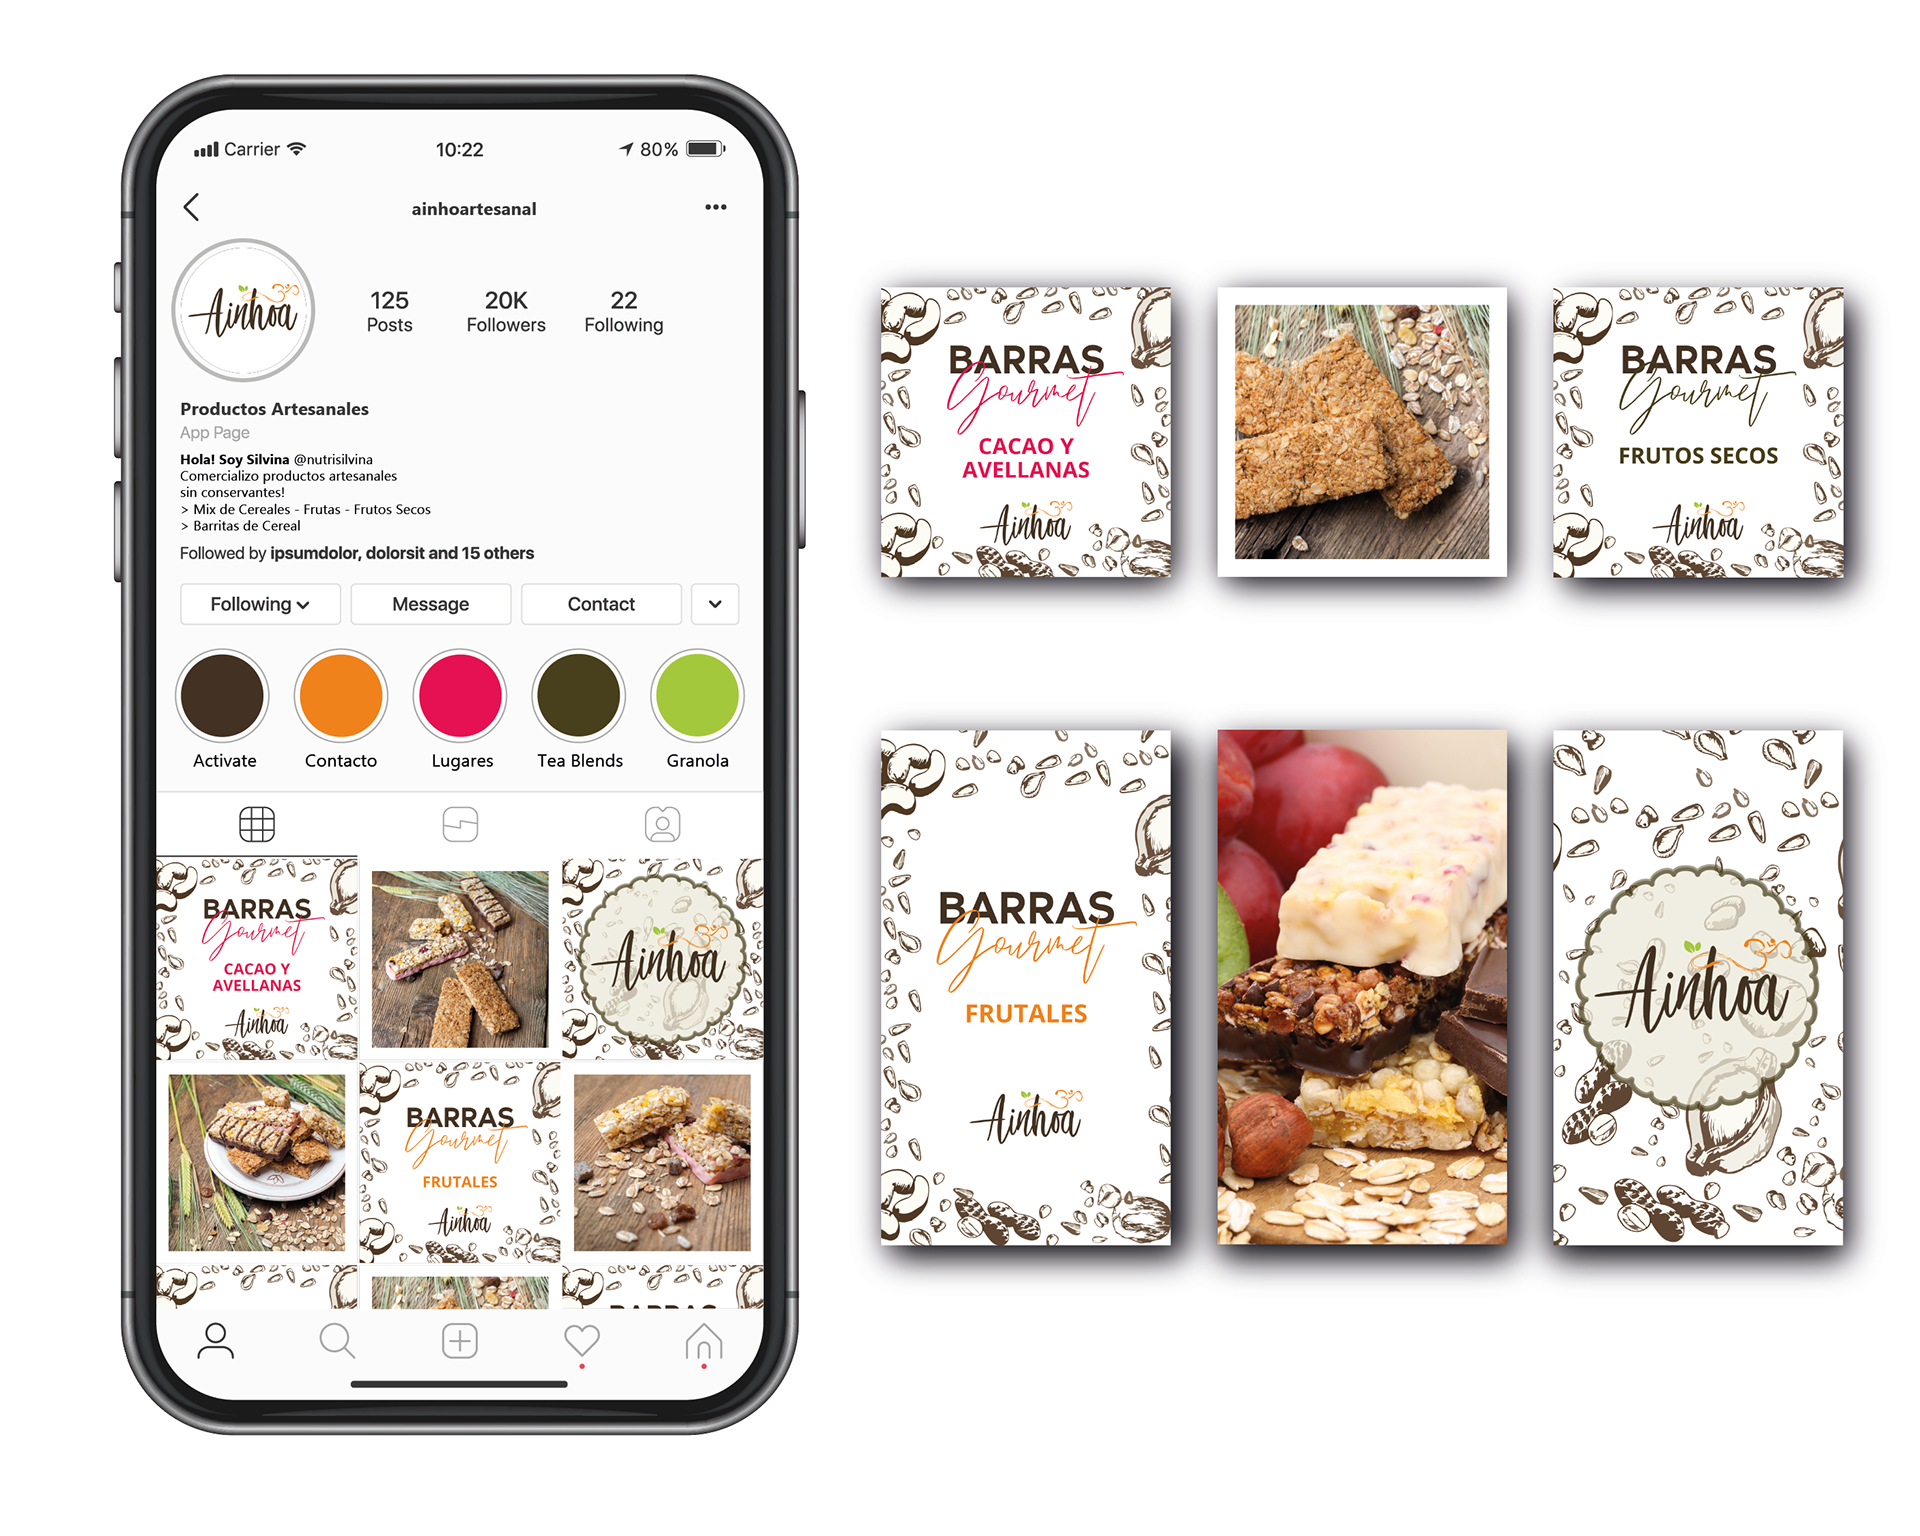 Carrier
10:22
80%
ainhoartesanal
Ainhoa
125
Posts
20K
Followers
22
Following
Productos Artesanales
App Page
Hola! Soy Silvina @nutrisilvina
Comercializo productos artesanales
sin conservantes!
> Mix de Cereales - Frutas - Frutos Secos
> Barritas de Cereal
Followed by ipsumdolor, dolorsit and 15 others
Following
Message
Contact
Activate
Contacto
Lugares
Tea Blends
Granola
BARRAS
Gourmet
CACAO Y
AVELLANAS
Ainhoa
Ainhoa
BARRAS
Gourmet
FRUTALES
Ainhoa
BARRAS
BARRAS
Gourmet
CACAO Y
AVELLANAS
Ainhoa
BARRAS
Gourmet
FRUTOS SECOS
Ainhoa
BARRAS
Gourmet
FRUTALES
Ainhoa
Ainhoa